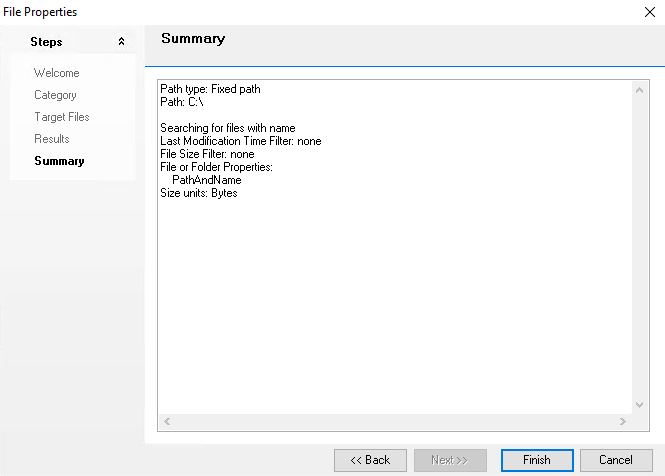 File Properties
Steps
Welcome
Category
Target Files
Results
Summary
Summary
Path type: Fixed path
Path: C:\
Searching for files with name
Last Modification Time Filter: none
File Size Filter: none
File or Folder Properties:
PathAndName
Size units: Bytes
<< Back
Next >>
Finish
Cancel